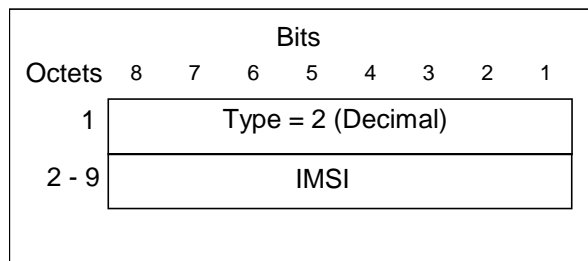 Bits
Octets 8 7 6 5 4 3 2 1
1 Type = 2 (Decimal)
2 - 9 IMSI